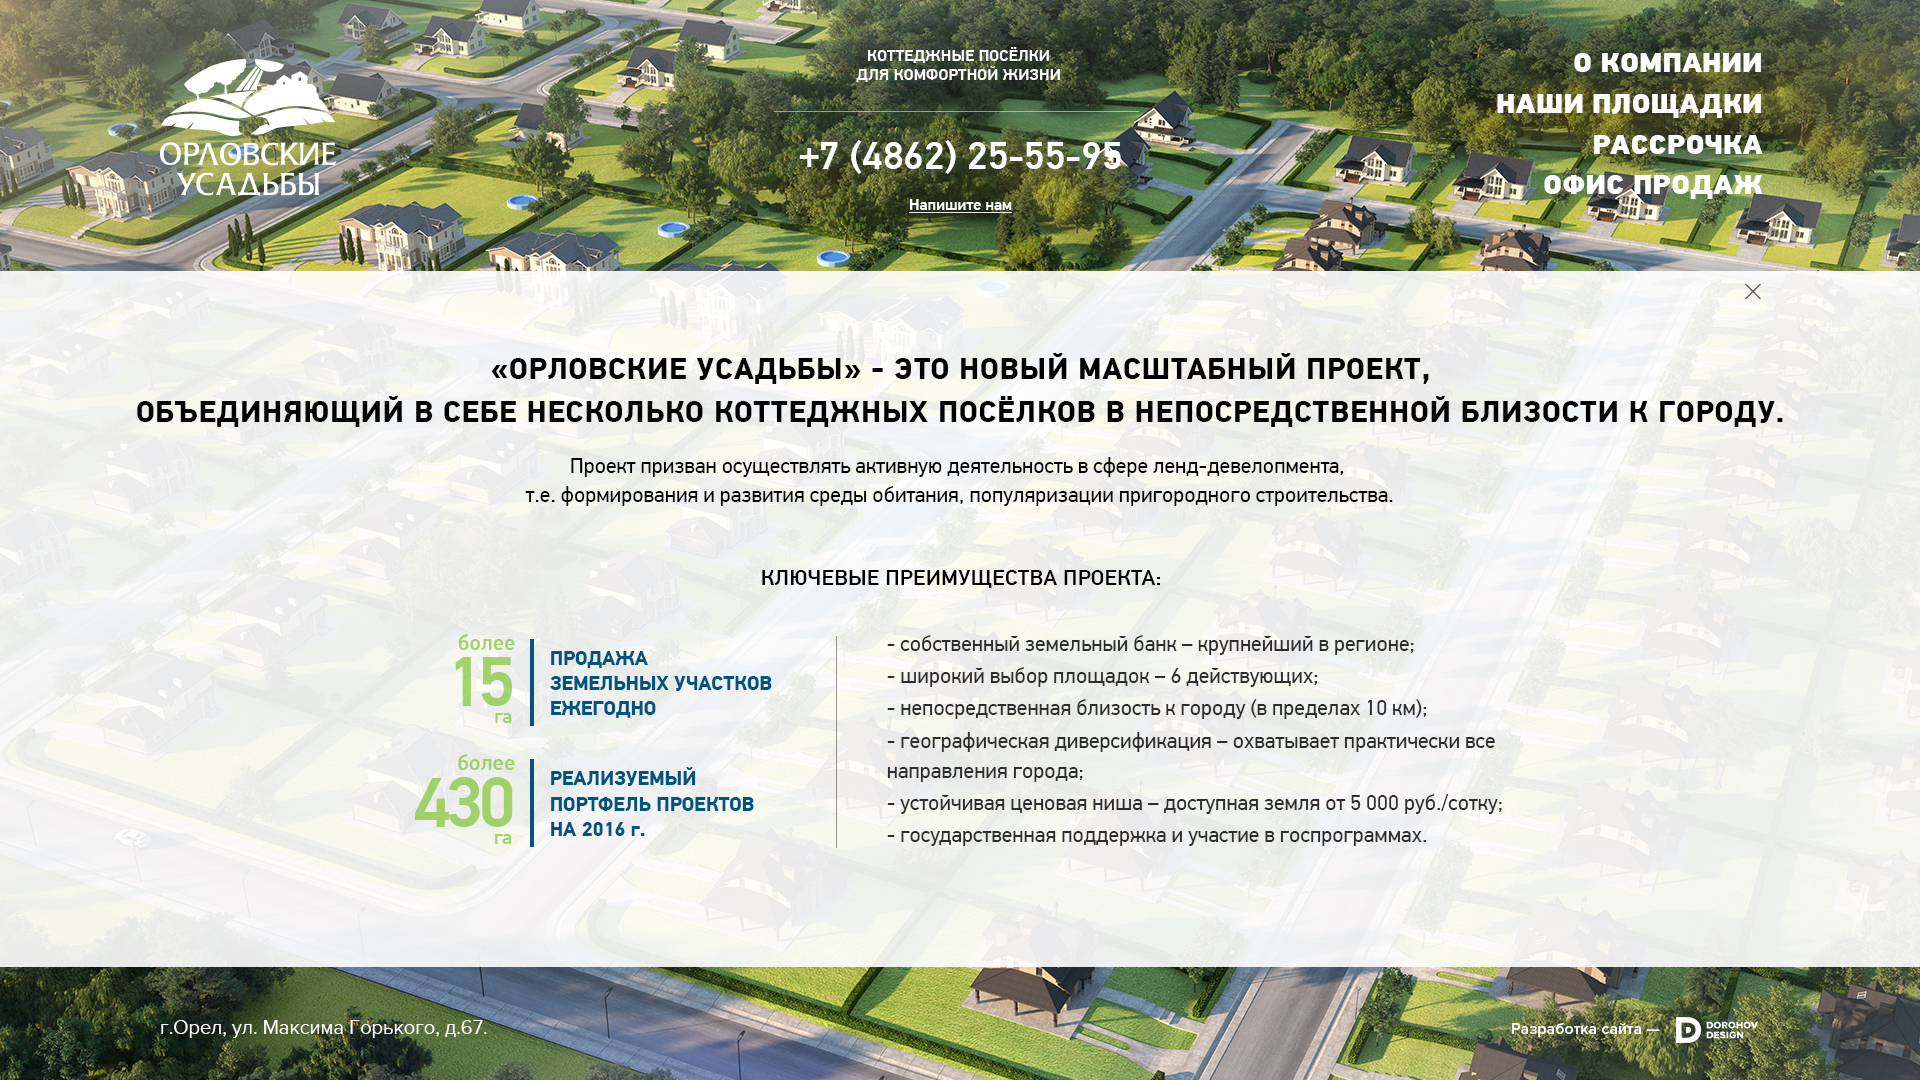 ОРЛОВСКИЕ
УСАДЬБЫ
КОТТЕДЖНЫЕ ПОСЁЛКИ
ДЛЯ КОМФОРТНОЙ ЖИЗНИ
+7 (4862) 25-55-95
Напишите нам
О КОМПАНИИ
НАШИ ПЛОЩАДКИ
РАССРОЧКА
ОФИС ПРОДАЖ
«ОРЛОВСКИЕ УСАДЬБЫ» - ЭТО НОВЫЙ МАСШТАБНЫЙ ПРОЕКТ,
ОБЪЕДИНЯЮЩИЙ В СЕБЕ НЕСКОЛЬКО КОТТЕДЖНЫХ ПОСЁЛКОВ В НЕПОСРЕДСТВЕННОЙ БЛИЗОСТИ К ГОРОДУ.
Проект призван осуществлять активную деятельность в сфере ленд-девелопмента,
т.е. формирования и развития среды обитания, популяризации пригородного строительства.
КЛЮЧЕВЫЕ ПРЕИМУЩЕСТВА ПРОЕКТА:
более
15
га
ПРОДАЖА
ЗЕМЕЛЬНЫХ УЧАСТКОВ
ЕЖЕГОДНО
более
430
га
РЕАЛИЗУЕМЫЙ
ПОРТФЕЛЬ ПРОЕКТОВ
НА 2016 г.
- собственный земельный банк – крупнейший в регионе;
- широкий выбор площадок – 6 действующих;
- непосредственная близость к городу (в пределах 10 км);
- географическая диверсификация – охватывает практически все
направления города;
- устойчивая ценовая ниша – доступная земля от 5 000 руб./сотку;
- государственная поддержка и участие в госпрограммах.
г.Орел, ул. Максима Горького, д.67.
Разработка сайта —
DOROHOV
DESIGN